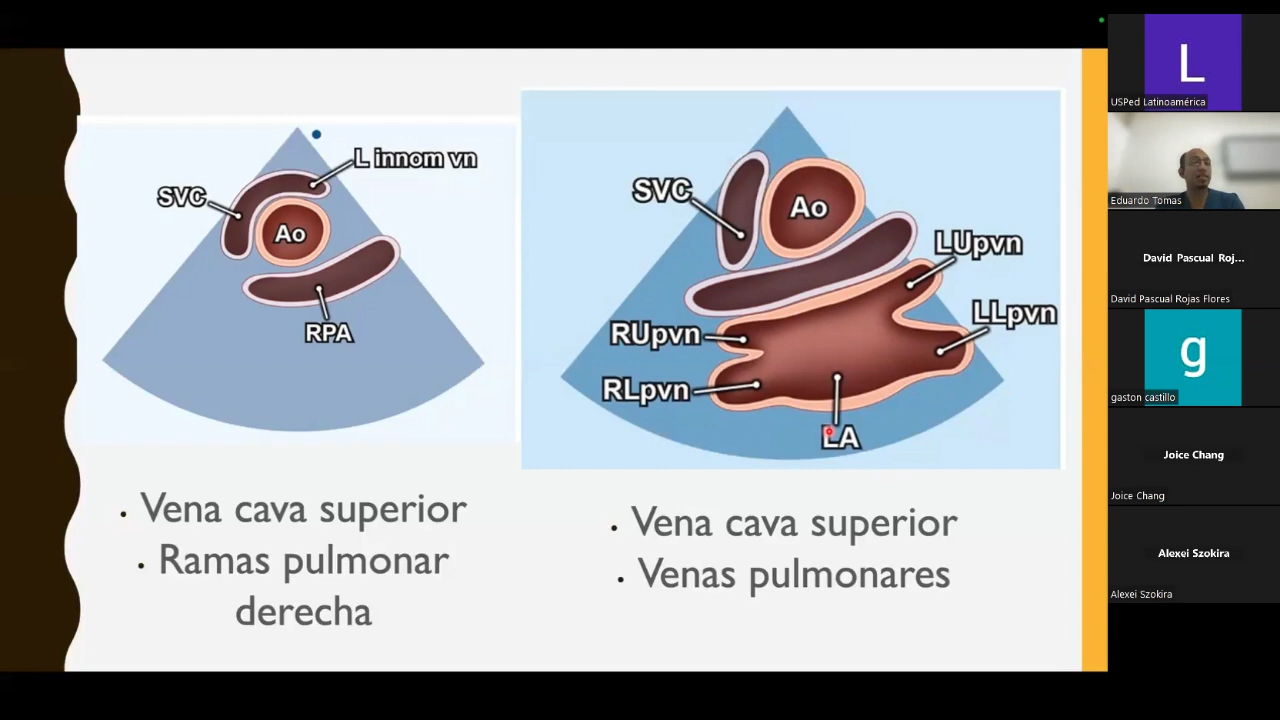 L innom vn
SVC
Ao
RPA
SVC
Ao
LUpvn
LLpvn
RUpvn
RLpvn
LA
• Vena cava superior
• Ramas pulmonar
derecha
• Vena cava superior
• Venas pulmonares
L
USPed Latinoamérica
Eduardo Tomas
David Pascual Roj...
David Pascual Rojas Flores
g
gaston castillo
Joice Chang
Joice Chang
Alexei Szokira
Alexei Szokira